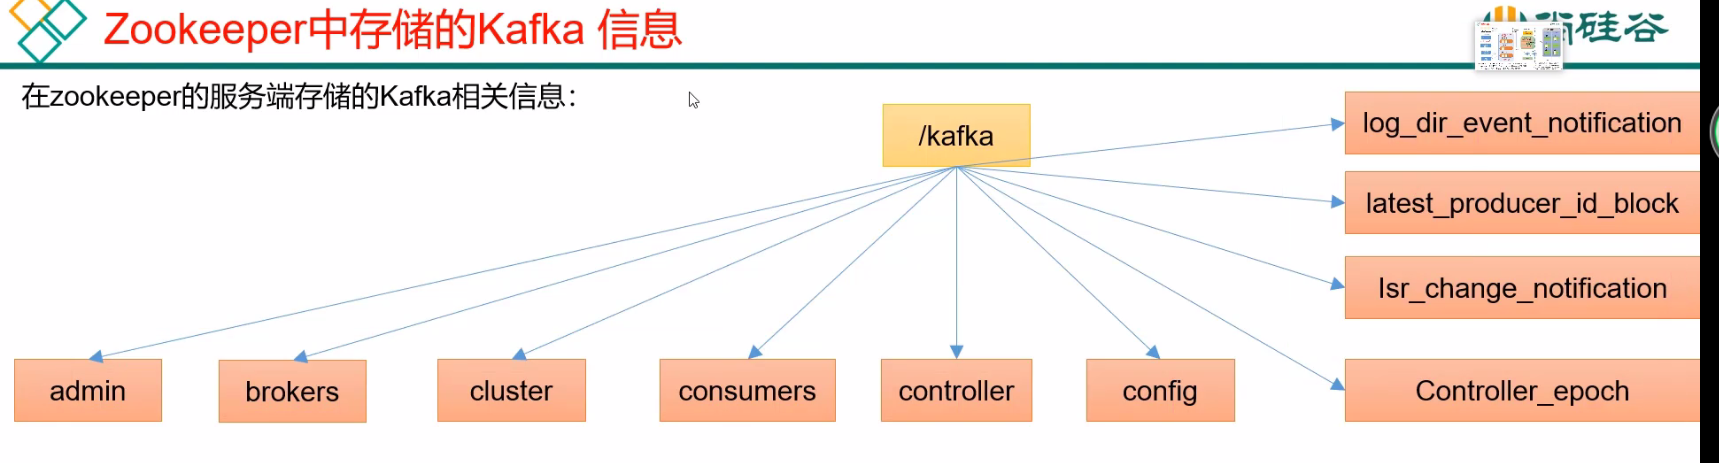 Zookeeper中存储的Kafka 信息
硅谷
在zookeeper的服务端存储的Kafka相关信息：
/kafka
log_dir_event_notification
latest_producer_id_block
Isr_change_notification
admin
brokers
cluster
consumers
controller
config
Controller_epoch